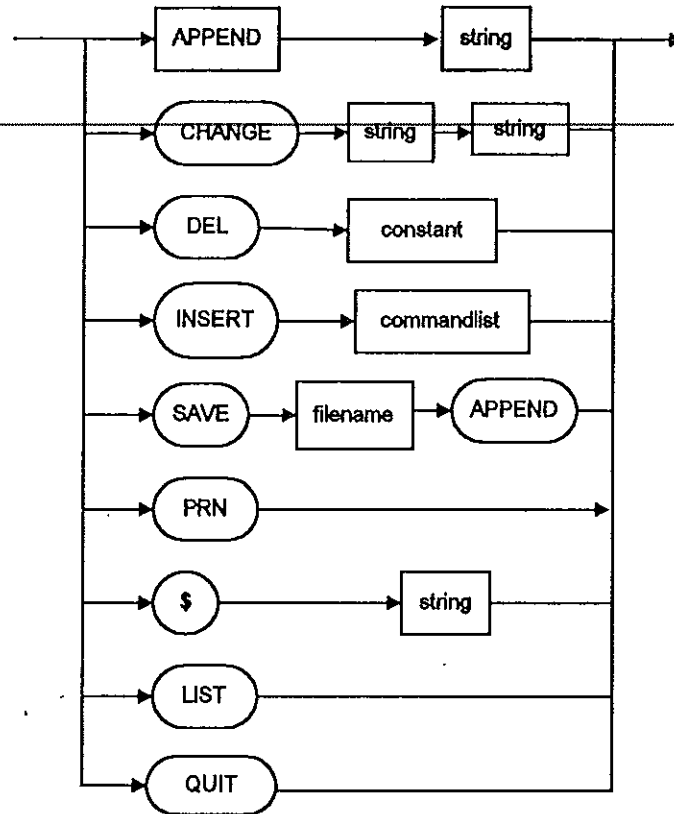 APPEND string
CHANGE string string
DEL constant
INSERT commandlist
SAVE filename APPEND
PRN
$ string
LIST
QUIT